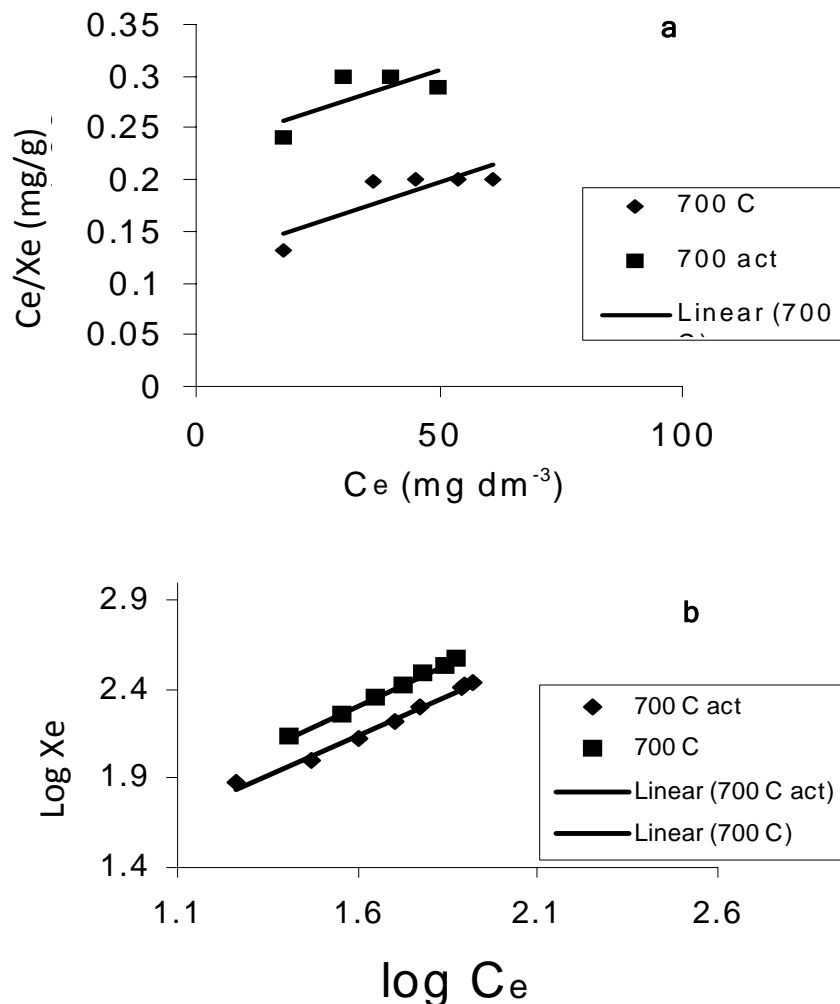 a
0.35
0.3
0.25
0.2
0.15
0.1
0.05
0
Ce/Xe (mg/g)
0 50 100
Ce (mg dm-3)
700 C
700 act
Linear (700
b
2.9
2.4
1.9
1.4
Log Xe
1.1 1.6 2.1 2.6
log Ce
700 C act
700 C
Linear (700 C act)
Linear (700 C)